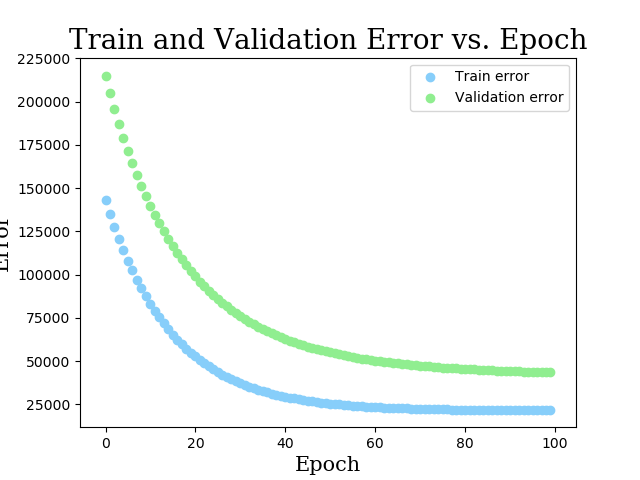 Train and Validation Error vs. Epoch
225000
200000
175000
150000
125000
100000
75000
50000
25000
Error
Train error
Validation error
0 20 40 60 80 100
Epoch